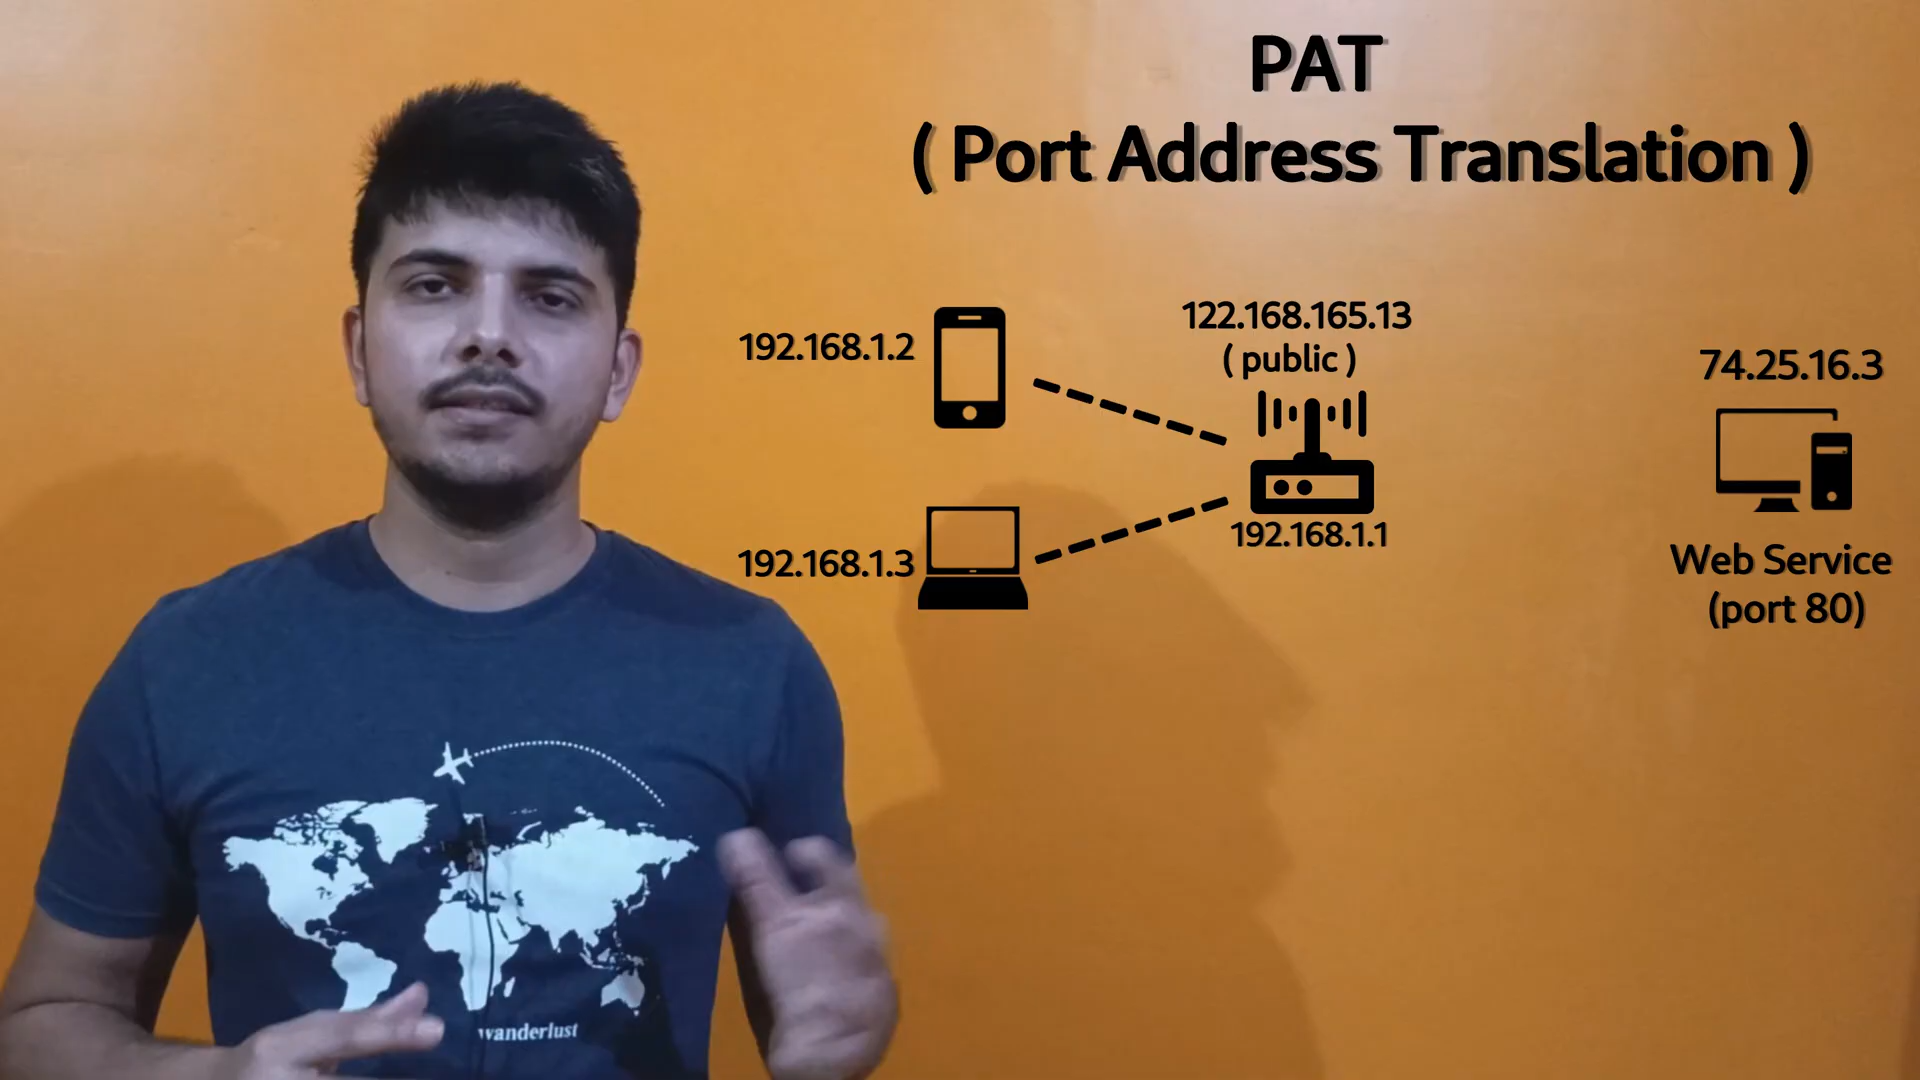 PAT
( Port Address Translation )
192.168.1.2
122.168.165.13
( public )
74.25.16.3
192.168.1.3
192.168.1.1
Web Service
(port 80)
wanderlust